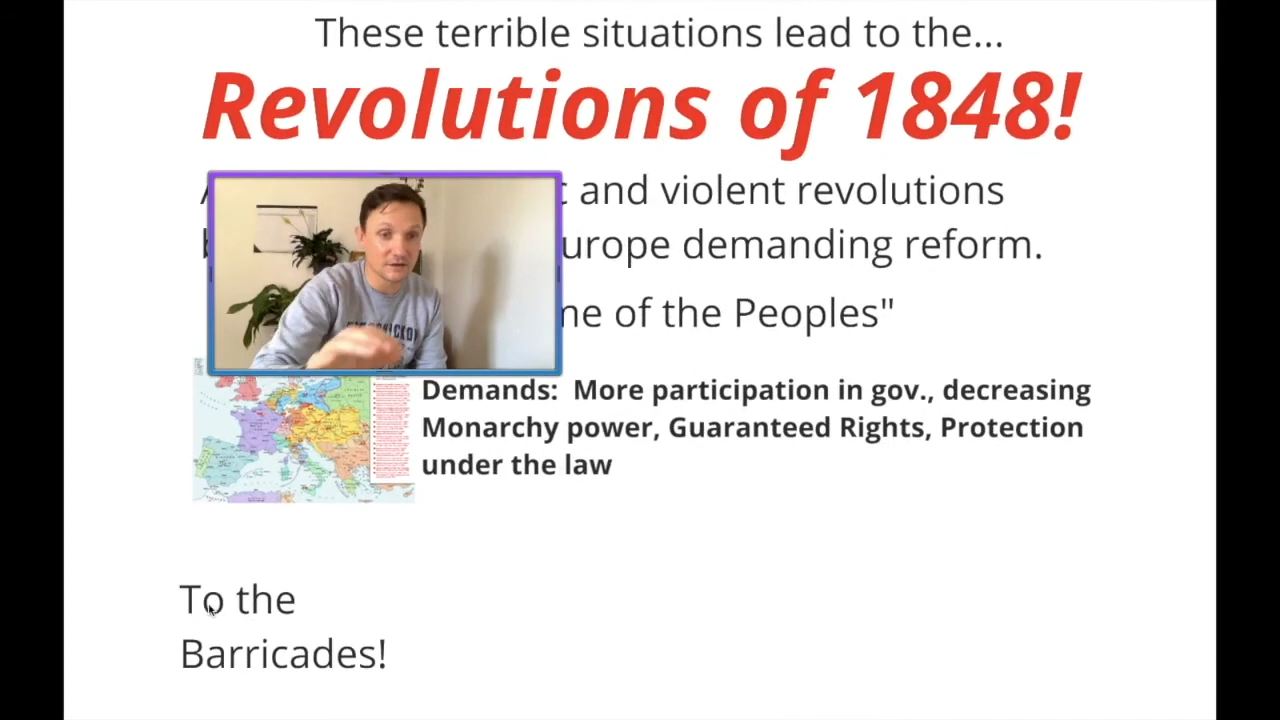 These terrible situations lead to the...
Revolutions of 1848!
and violent revolutions
urope demanding reform.
me of the Peoples"
Demands: More participation in gov., decreasing
Monarchy power, Guaranteed Rights, Protection
under the law
To the
Barricades!